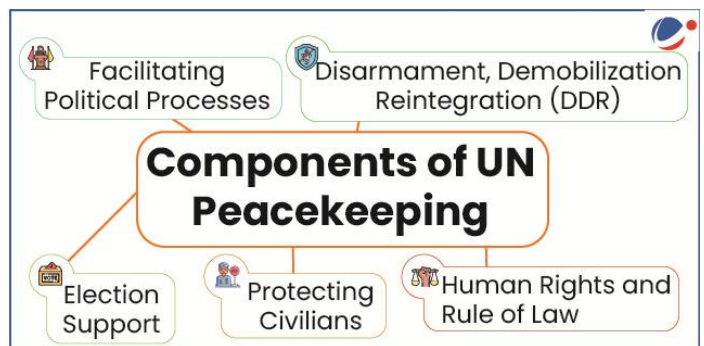 Facilitating
Political Processes
Disarmament, Demobilization
Reintegration (DDR)
Components of UN
Peacekeeping
VOTE
Election
Support
Protecting
Civilians
Human Rights and
Rule of Law